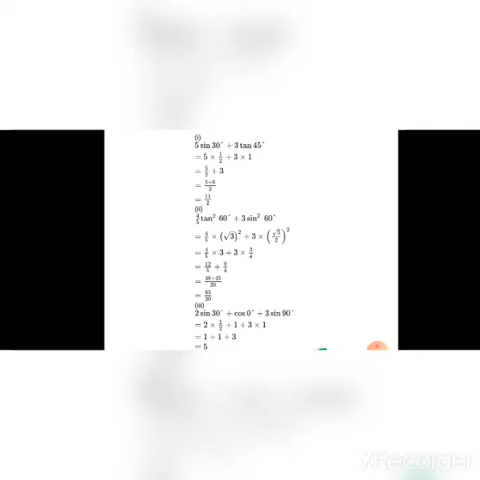 (i)
5 sin 30° + 3 tan 45°
= 5 × 1/2 + 3 × 1
= 5/2 + 3
= 5+6/2
= 11/2
(ii)
4/5 tan² 60° + 3 sin² 60°
= 4/5 × (√3)² + 3 × (√3/2)²
= 4/5 × 3 + 3 × 3/4
= 12/5 + 9/4
= 48+45/20
= 93/20
(iii)
2 sin 30° + cos 0° + 3 sin 90°
= 2 × 1/2 + 1 + 3 × 1
= 1 + 1 + 3
= 5
XRecorder